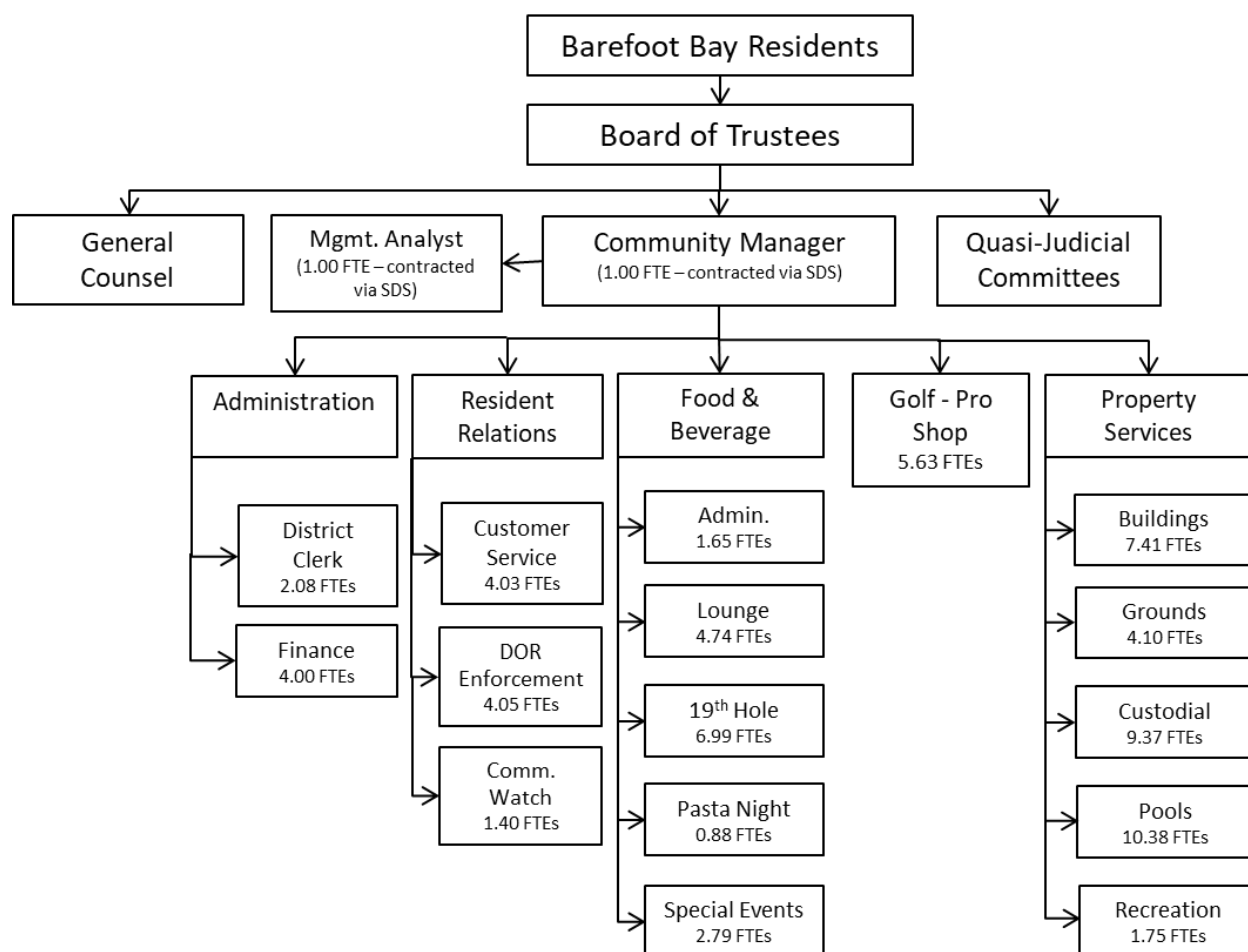 Barefoot Bay Residents
Board of Trustees
General
Counsel
Mgmt. Analyst
(1.00 FTE – contracted
via SDS)
Community Manager
(1.00 FTE – contracted via SDS)
Quasi-Judicial
Committees
Administration
Resident
Relations
Food &
Beverage
Golf - Pro
Shop
5.63 FTEs
Property
Services
District
Clerk
2.08 FTEs
Finance
4.00 FTEs
Customer
Service
4.03 FTEs
DOR
Enforcement
4.05 FTEs
Comm.
Watch
1.40 FTEs
Admin.
1.65 FTEs
Lounge
4.74 FTEs
19th Hole
6.99 FTEs
Pasta Night
0.88 FTEs
Special Events
2.79 FTEs
Buildings
7.41 FTEs
Grounds
4.10 FTEs
Custodial
9.37 FTEs
Pools
10.38 FTEs
Recreation
1.75 FTEs